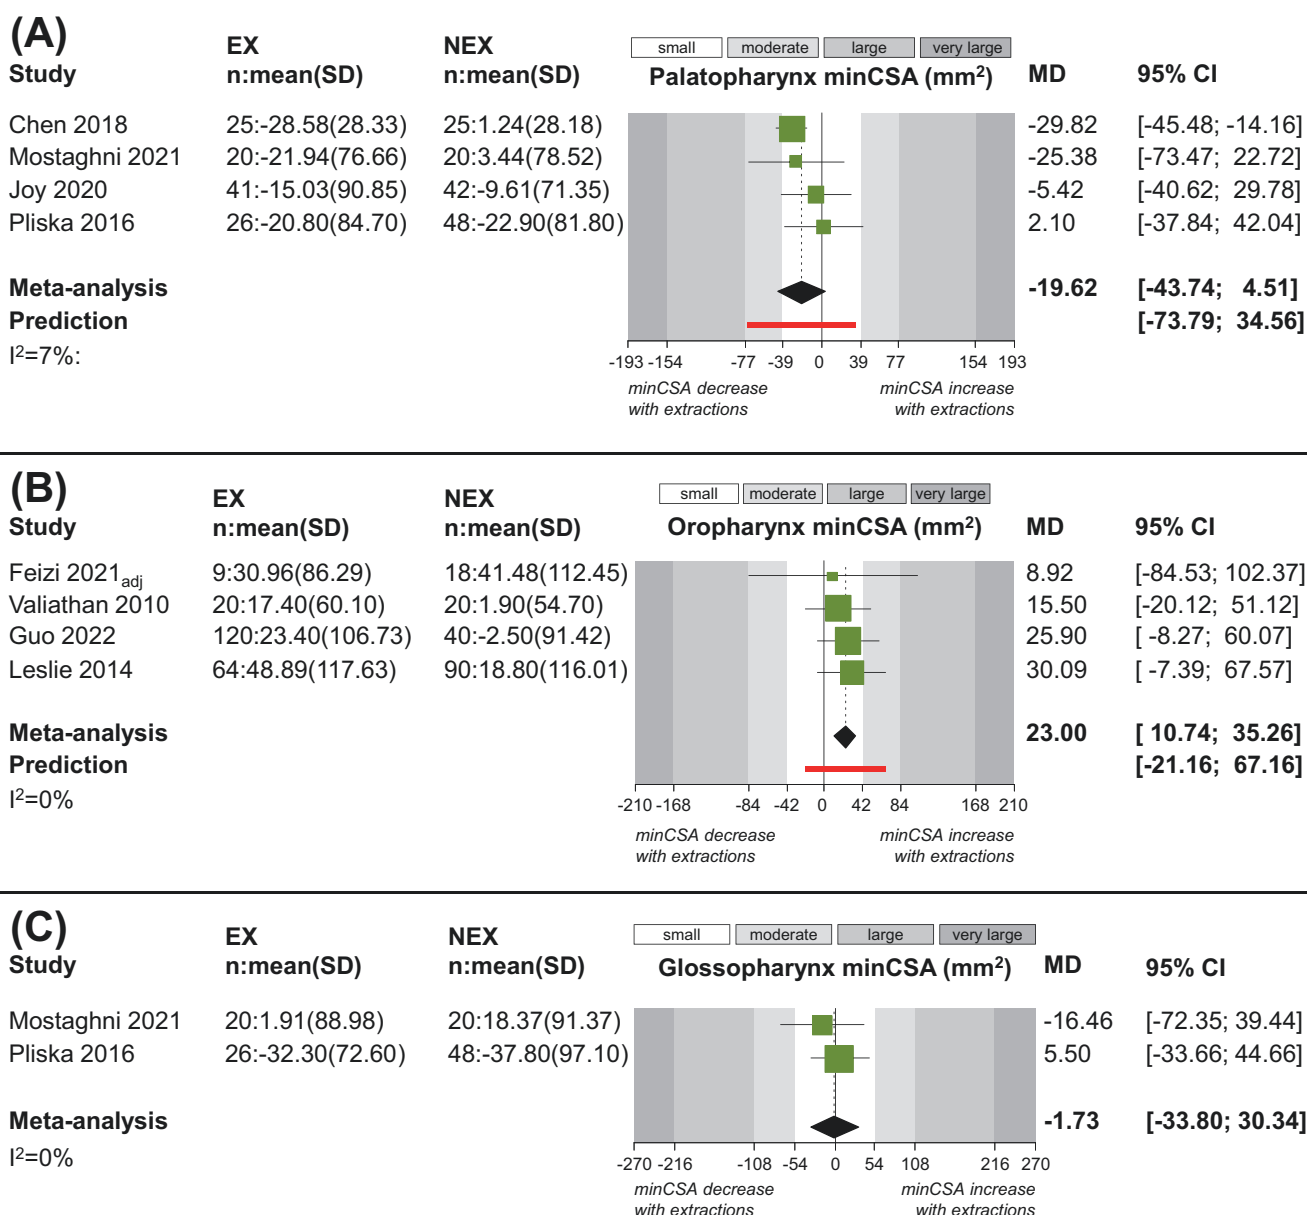 (A)
EX NEX small moderate large very large
Study n:mean(SD) n:mean(SD) Palatopharynx minCSA (mm²) MD 95% CI
Chen 2018 25:-28.58(28.33) 25:1.24(28.18) -29.82 [-45.48; -14.16]
Mostaghni 2021 20:-21.94(76.66) 20:3.44(78.52) -25.38 [-73.47; 22.72]
Joy 2020 41:-15.03(90.85) 42:-9.61(71.35) -5.42 [-40.62; 29.78]
Pliska 2016 26:-20.80(84.70) 48:-22.90(81.80) 2.10 [-37.84; 42.04]
Meta-analysis -19.62 [-43.74; 4.51]
Prediction [-73.79; 34.56]
I²=7%:
-193 -154 -77 -39 0 39 77 154 193
minCSA decrease minCSA increase
with extractions with extractions
(B)
EX NEX small moderate large very large
Study n:mean(SD) n:mean(SD) Oropharynx minCSA (mm²) MD 95% CI
Feizi 2021adj 9:30.96(86.29) 18:41.48(112.45) 8.92 [-84.53; 102.37]
Valiathan 2010 20:17.40(60.10) 20:1.90(54.70) 15.50 [-20.12; 51.12]
Guo 2022 120:23.40(106.73) 40:-2.50(91.42) 25.90 [ -8.27; 60.07]
Leslie 2014 64:48.89(117.63) 90:18.80(116.01) 30.09 [ -7.39; 67.57]
Meta-analysis 23.00 [ 10.74; 35.26]
Prediction [-21.16; 67.16]
I²=0%
-210 -168 -84 -42 0 42 84 168 210
minCSA decrease minCSA increase
with extractions with extractions
(C)
EX NEX small moderate large very large
Study n:mean(SD) n:mean(SD) Glossopharynx minCSA (mm²) MD 95% CI
Mostaghni 2021 20:1.91(88.98) 20:18.37(91.37) -16.46 [-72.35; 39.44]
Pliska 2016 26:-32.30(72.60) 48:-37.80(97.10) 5.50 [-33.66; 44.66]
Meta-analysis -1.73 [-33.80; 30.34]
I²=0%
-270 -216 -108 -54 0 54 108 216 270
minCSA decrease minCSA increase
with extractions with extractions